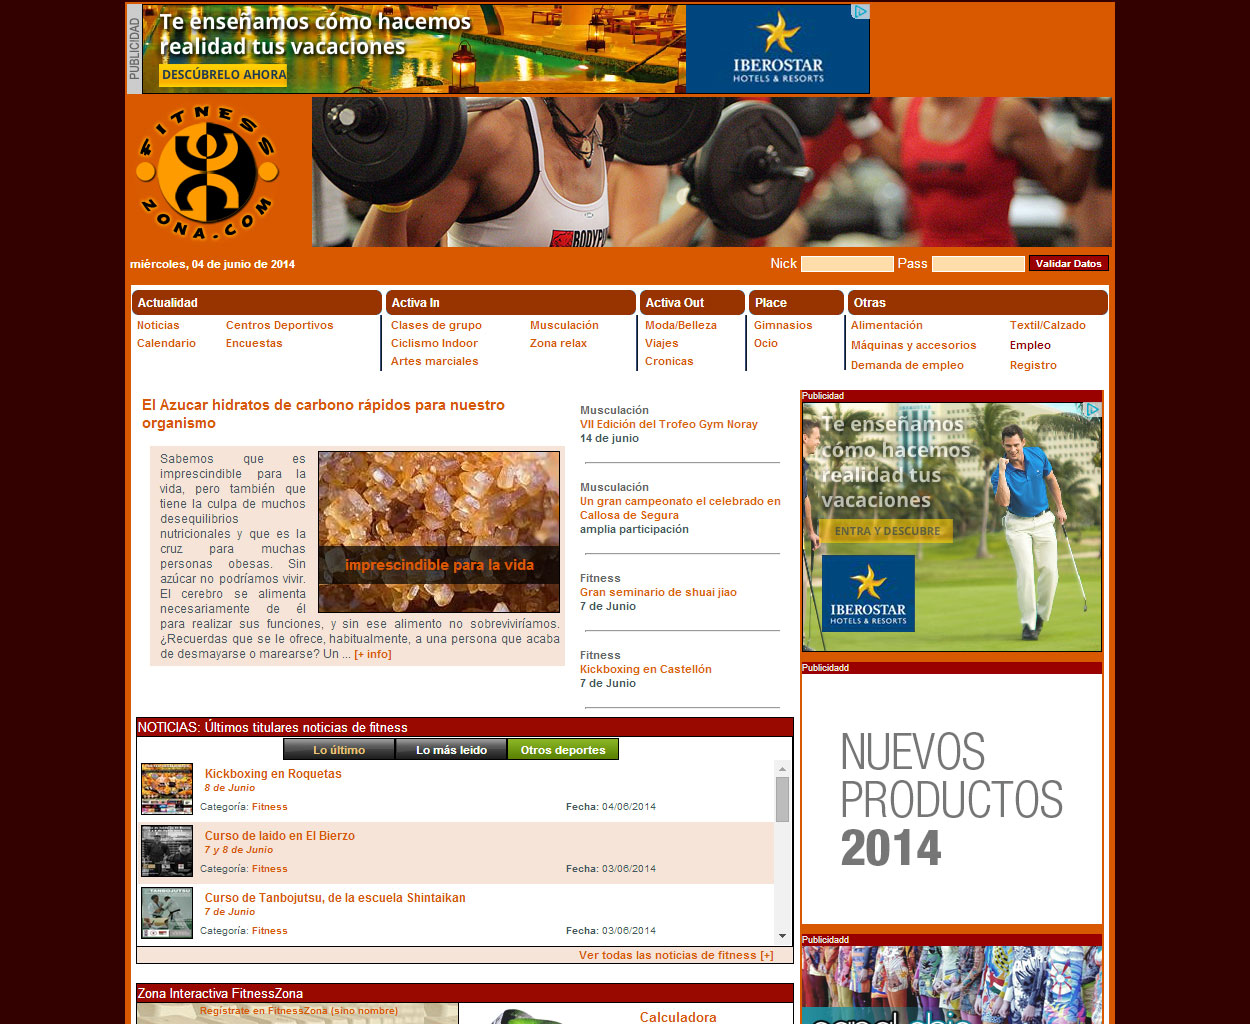 PUBLICIDAD
Te enseñamos cómo hacemos
realidad tus vacaciones
DESCÚBRELO AHORA
IBEROSTAR
HOTELS & RESORTS
FITNESS
ZONA.COM
miércoles, 04 de junio de 2014
Nick
Pass
Validar Datos
Actualidad
Activa In
Activa Out
Place
Otras
Noticias
Centros Deportivos
Clases de grupo
Musculación
Moda/Belleza
Gimnasios
Alimentación
Textil/Calzado
Calendario
Encuestas
Ciclismo Indoor
Zona relax
Viajes
Ocio
Máquinas y accesorios
Empleo
Artes marciales
Cronicas
Demanda de empleo
Registro
El Azucar hidratos de carbono rápidos para nuestro
organismo
Sabemos que es
imprescindible para la
vida, pero también que
tiene la culpa de muchos
desequilibrios
nutricionales y que es la
cruz para muchas
personas obesas. Sin
azúcar no podríamos vivir.
El cerebro se alimenta
necesariamente de él
para realizar sus funciones, y sin ese alimento no sobreviviríamos.
¿Recuerdas que se le ofrece, habitualmente, a una persona que acaba
de desmayarse o marearse? Un ... [+ info]
imprescindible para la vida
Musculación
VII Edición del Trofeo Gym Noray
14 de junio
Musculación
Un gran campeonato el celebrado en
Callosa de Segura
amplia participación
Fitness
Gran seminario de shuai jiao
7 de Junio
Fitness
Kickboxing en Castellón
7 de Junio
Publicidad
Te enseñamos
cómo hacemos
realidad tus
vacaciones
ENTRA Y DESCUBRE
IBEROSTAR
HOTELS & RESORTS
Publicidadd
NUEVOS
PRODUCTOS
2014
Publicidadd
NOTICIAS: Últimos titulares noticias de fitness
Lo último
Lo más leido
Otros deportes
Kickboxing en Roquetas
8 de Junio
Categoría: Fitness
Fecha: 04/06/2014
Curso de Iaido en El Bierzo
7 y 8 de Junio
Categoría: Fitness
Fecha: 03/06/2014
TANBOJUTSU
Curso de Tanbojutsu, de la escuela Shintaikan
7 de Junio
Categoría: Fitness
Fecha: 03/06/2014
Ver todas las noticias de fitness [+]
Zona Interactiva FitnessZona
Regístrate en FitnessZona (sino nombre)
Calculadora